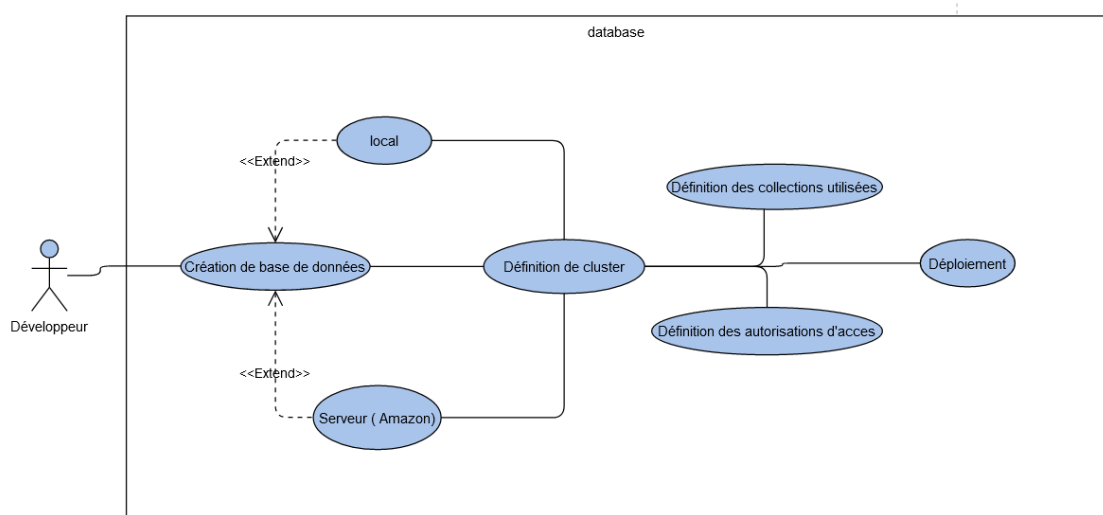 database
local
<<Extend>>
Définition des collections utilisées
Création de base de données
Définition de cluster
Déploiement
Développeur
Définition des autorisations d'acces
<<Extend>>
Serveur ( Amazon)